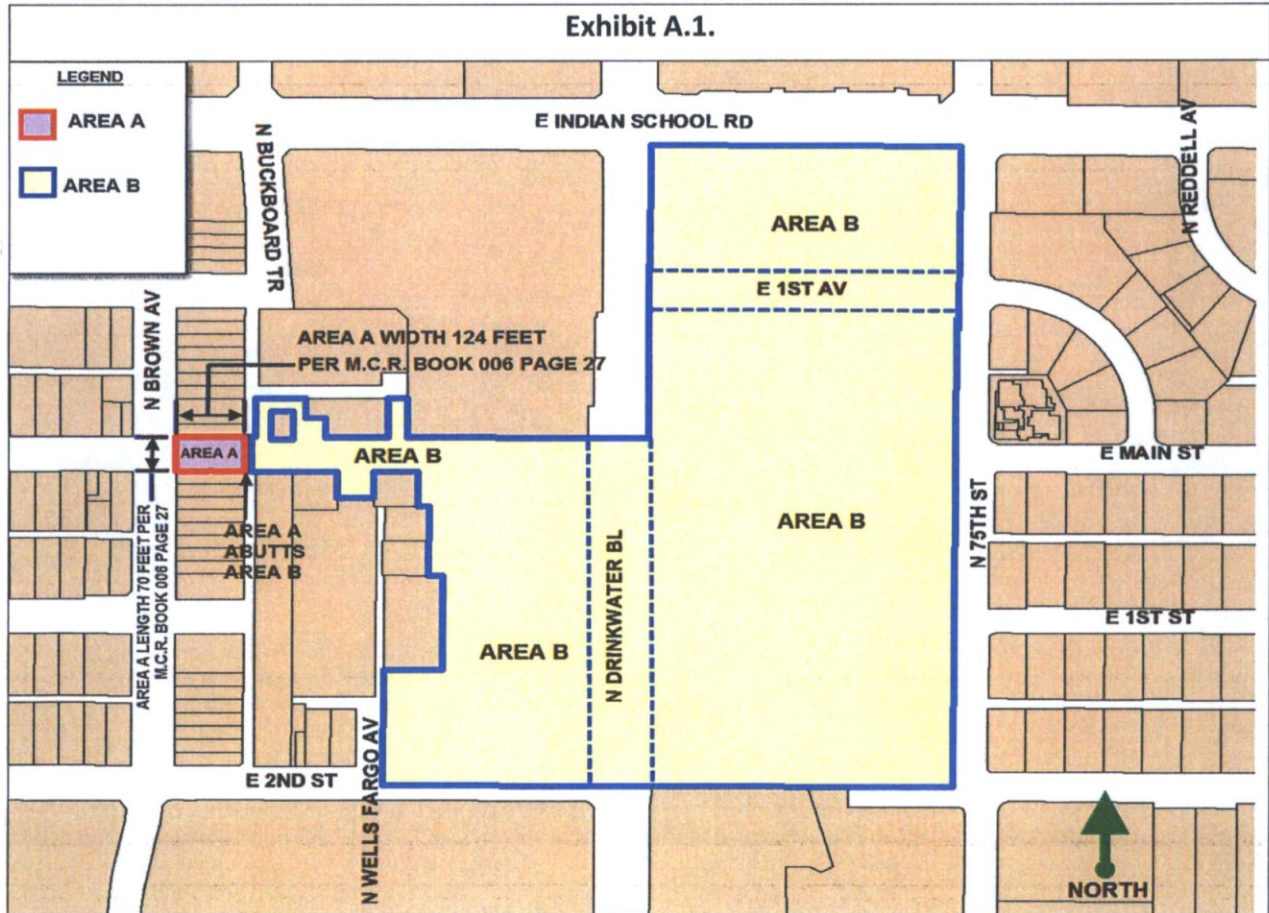 Exhibit A.1.
LEGEND
AREA A
AREA B
E INDIAN SCHOOL RD
N BUCKBOARD TR
N REDDELL AV
AREA B
E 1ST AV
N BROWN AV
AREA A WIDTH 124 FEET
PER M.C.R. BOOK 006 PAGE 27
AREA A
AREA B
E MAIN ST
AREA A LENGTH 70 FEET PER
M.C.R. BOOK 006 PAGE 27
AREA A
ABUTTS
AREA B
AREA B
N 75TH ST
N DRINKWATER BL
E 1ST ST
AREA B
E 2ND ST
N WELLS FARGO AV
NORTH